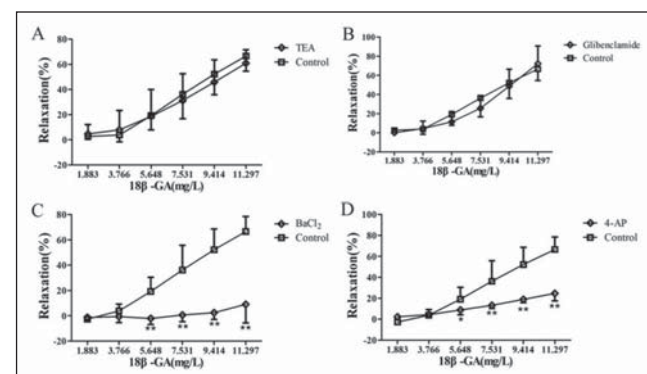 A
TEA
Control
Relaxation(%)
80
60
40
20
0
-20
1.883 3.766 5.648 7.531 9.414 11.297
18β -GA(mg/L)
B
Glibenclamide
Control
Relaxation(%)
100
80
60
40
20
0
-20
1.883 3.766 5.648 7.531 9.414 11.297
18β -GA(mg/L)
C
BaCl₂
Control
Relaxation(%)
80
60
40
20
0
-20
** ** ** **
1.883 3.766 5.648 7.531 9.414 11.297
18β -GA(mg/L)
D
4-AP
Control
Relaxation(%)
100
80
60
40
20
0
-20
* ** ** **
1.883 3.766 5.648 7.531 9.414 11.297
18β -GA(mg/L)